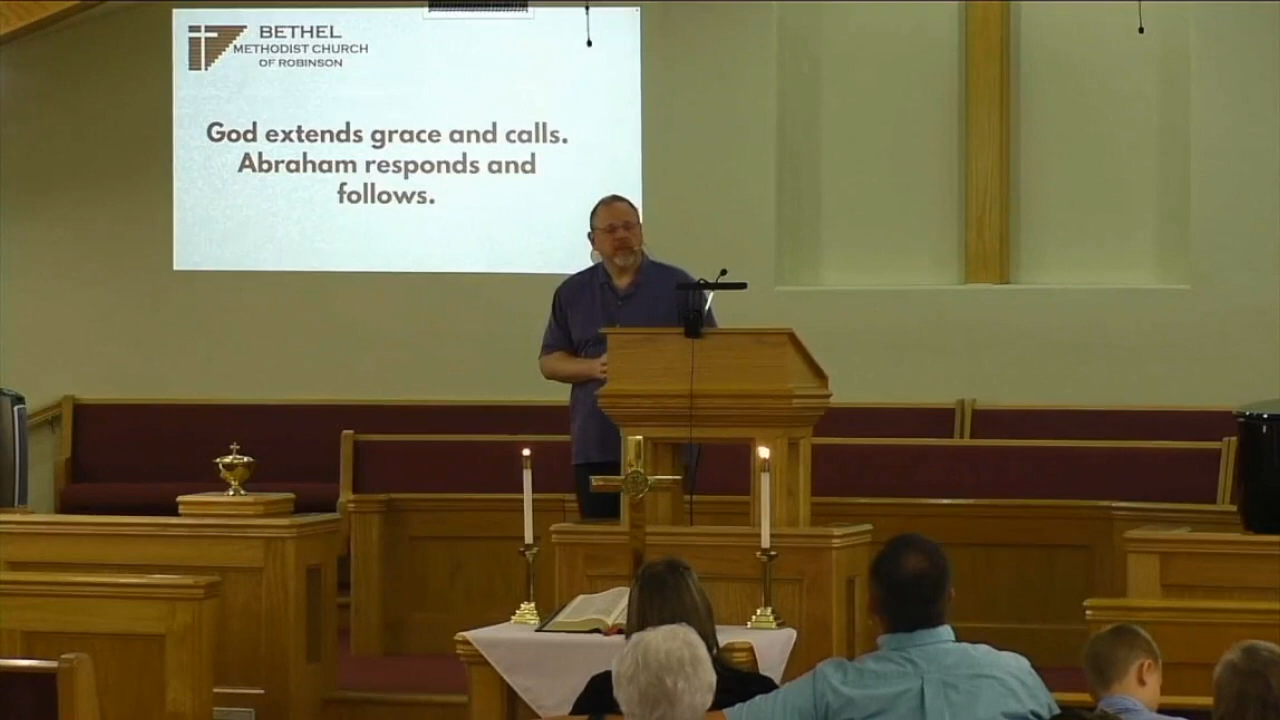 BETHEL
METHODIST CHURCH
OF ROBINSON
God extends grace and calls.
Abraham responds and
follows.